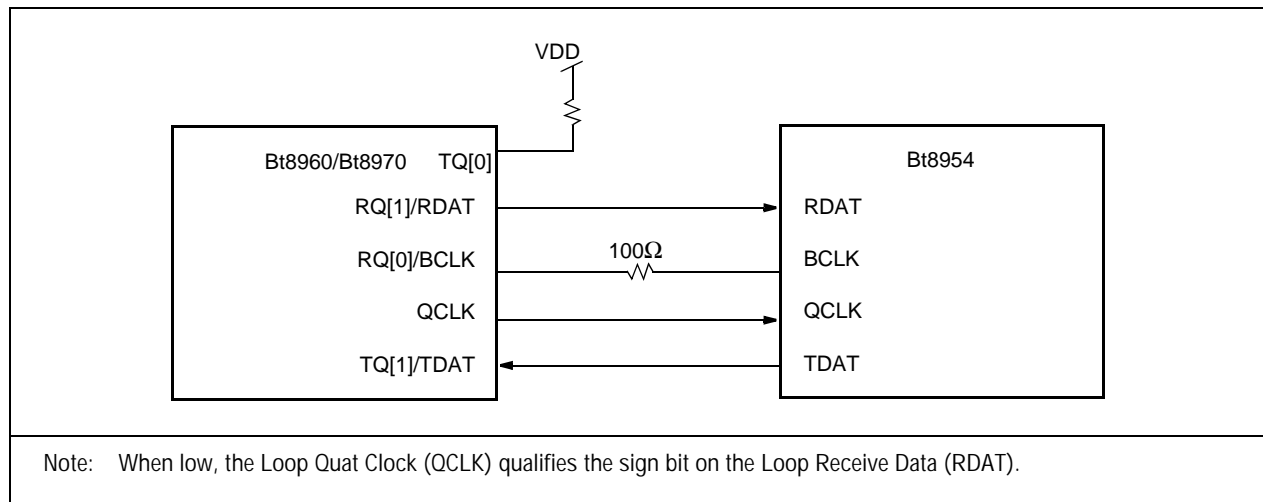 VDD
Bt8960/Bt8970 TQ[0]
Bt8954
RQ[1]/RDAT
RDAT
100Ω
RQ[0]/BCLK
BCLK
QCLK
QCLK
TQ[1]/TDAT
TDAT
Note: When low, the Loop Quat Clock (QCLK) qualifies the sign bit on the Loop Receive Data (RDAT).